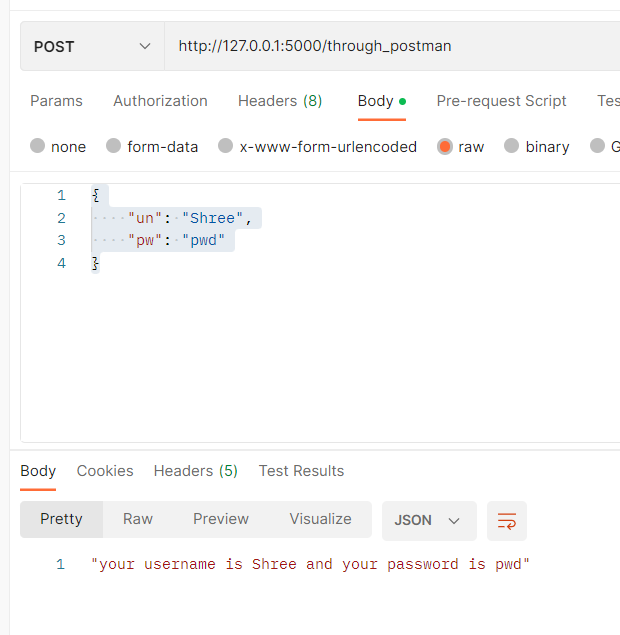 POST http://127.0.0.1:5000/through_postman
Params Authorization Headers (8) Body Pre-request Script Tes
none form-data x-www-form-urlencoded raw binary G
1 {
2 "un": "Shree",
3 "pw": "pwd"
4 }
Body Cookies Headers (5) Test Results
Pretty Raw Preview Visualize JSON
1 "your username is Shree and your password is pwd"